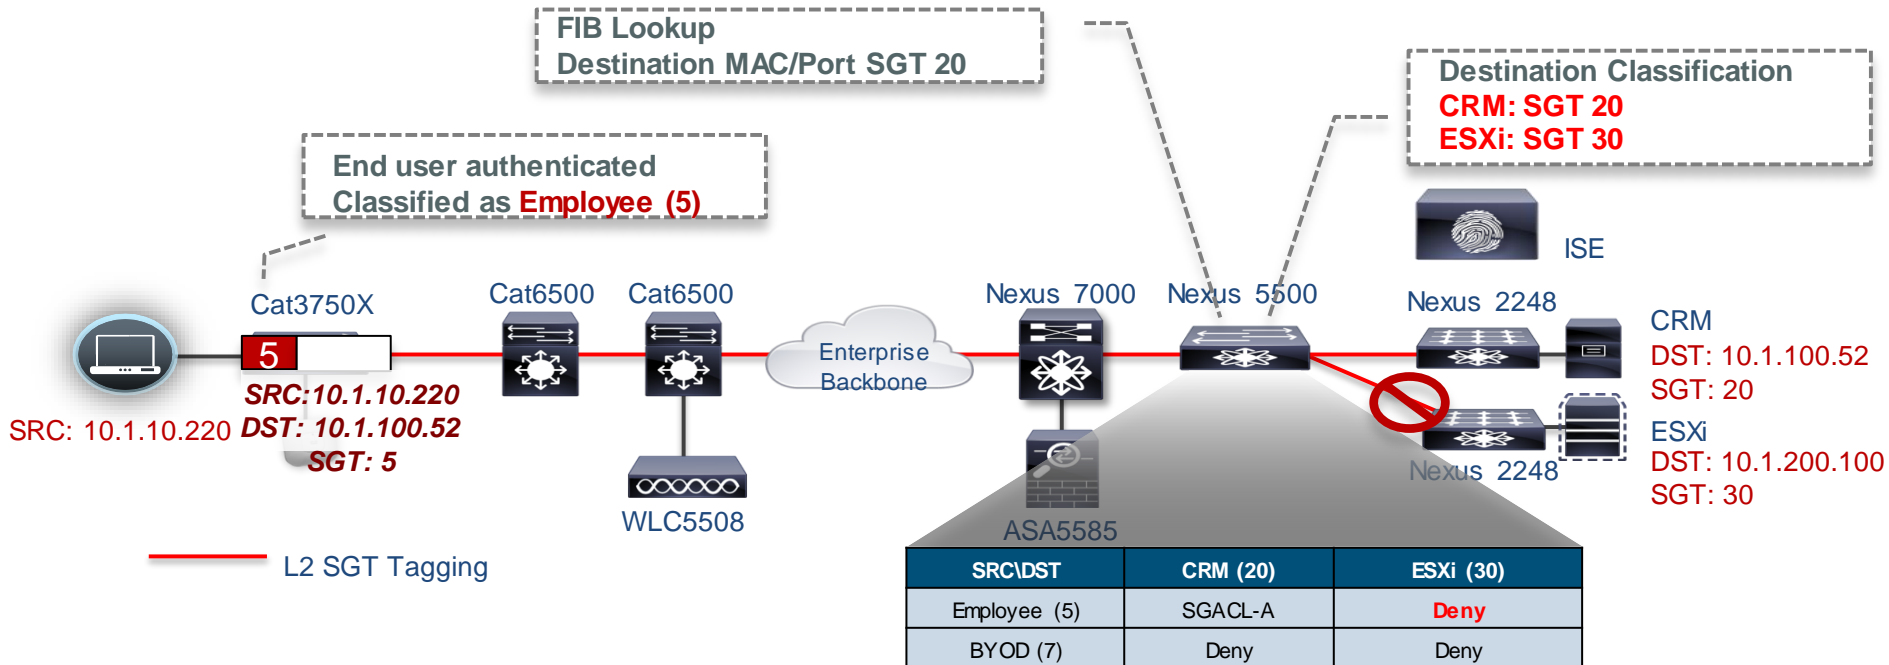 FIB Lookup
Destination MAC/Port SGT 20
Destination Classification
CRM: SGT 20
ESXi: SGT 30
End user authenticated
Classified as Employee (5)
ISE
Cat3750X
Cat6500
Cat6500
Nexus 7000
Nexus 5500
Nexus 2248
CRM
DST: 10.1.100.52
SGT: 20
5
Enterprise
Backbone
SRC: 10.1.10.220
SRC:10.1.10.220
DST: 10.1.100.52
SGT: 5
ESXi
DST: 10.1.200.100
SGT: 30
Nexus 2248
WLC5508
ASA5585
L2 SGT Tagging
SRC\DST CRM (20) ESXi (30)
Employee (5) SGACL-A Deny
BYOD (7) Deny Deny